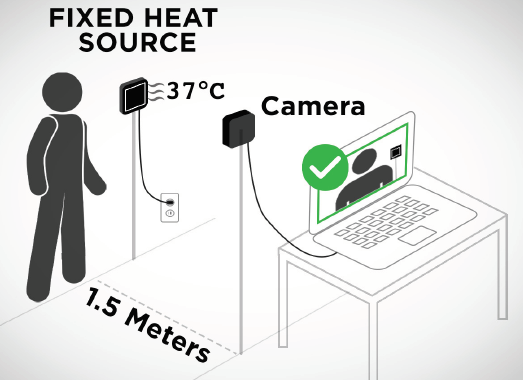 FIXED HEAT
SOURCE
37°C
Camera
1.5 Meters